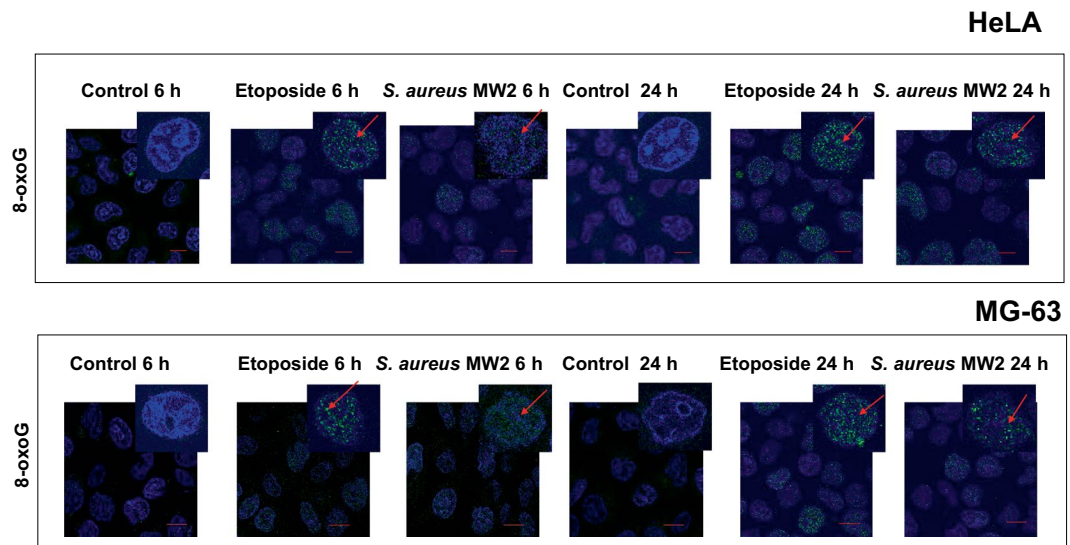 HeLA
Control 6 h Etoposide 6 h S. aureus MW2 6 h Control 24 h Etoposide 24 h S. aureus MW2 24 h
8-oxoG
MG-63
Control 6 h Etoposide 6 h S. aureus MW2 6 h Control 24 h Etoposide 24 h S. aureus MW2 24 h
8-oxoG